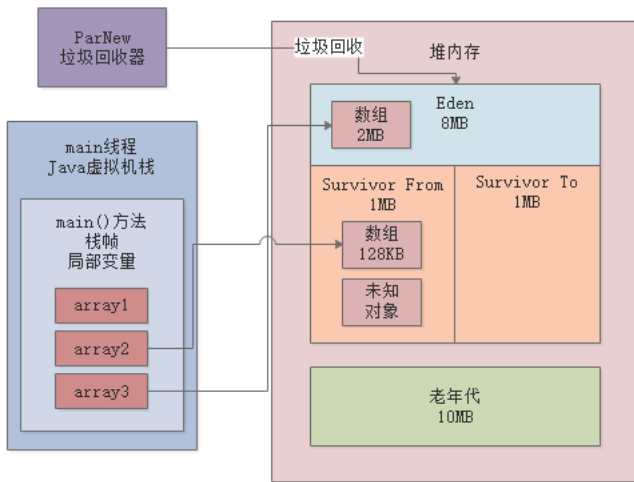 ParNew
垃圾回收器
垃圾回收
堆内存
Eden
8MB
数组
2MB
main线程
Java虚拟机栈
main()方法
栈帧
局部变量
array1
array2
array3
Survivor From
1MB
数组
128KB
未知
对象
Survivor To
1MB
老年代
10MB